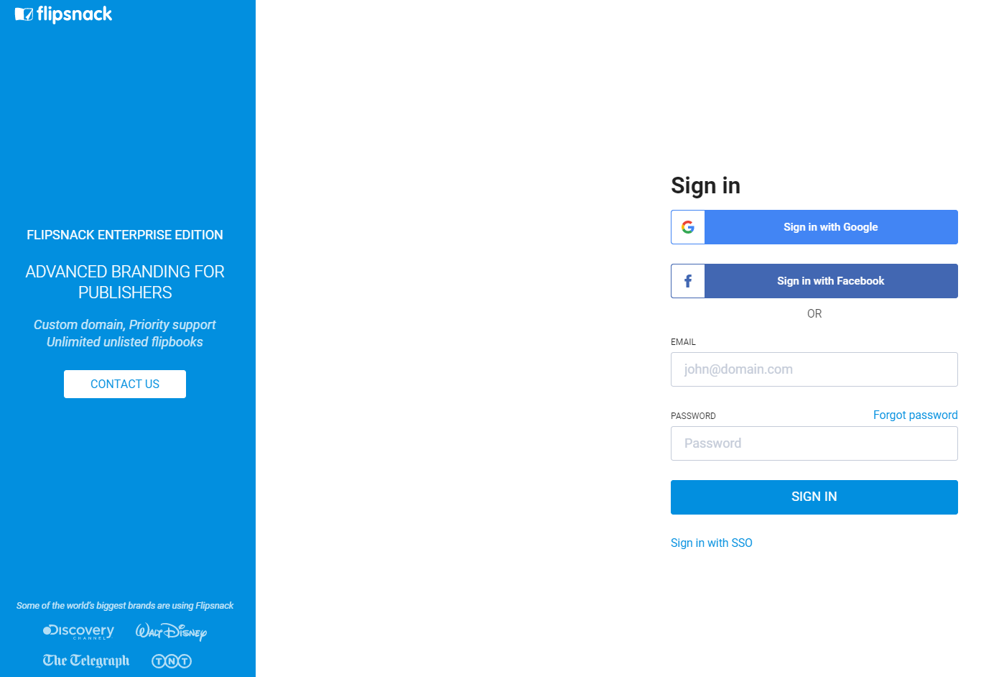 flipsnack
FLIPSNACK ENTERPRISE EDITION
ADVANCED BRANDING FOR
PUBLISHERS
Custom domain, Priority support
Unlimited unlisted flipbooks
CONTACT US
Some of the world's biggest brands are using Flipsnack
Discovery
CHANNEL
WALT DISNEY
The Telegraph
TNT
Sign in
Sign in with Google
Sign in with Facebook
OR
EMAIL
john@domain.com
PASSWORD
Forgot password
Password
SIGN IN
Sign in with SSO